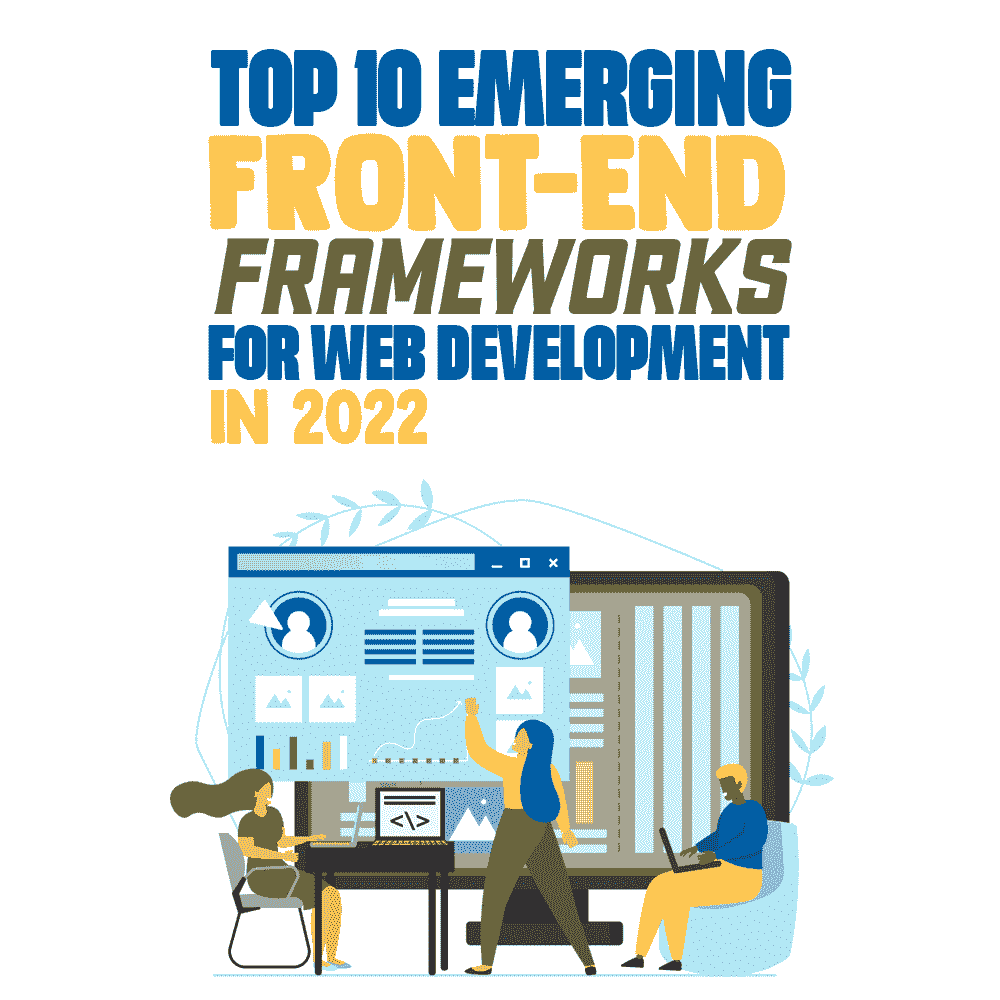 TOP 10 EMERGING
FRONT-END
FRAMEWORKS
FOR WEB DEVELOPMENT
IN 2022
<\>